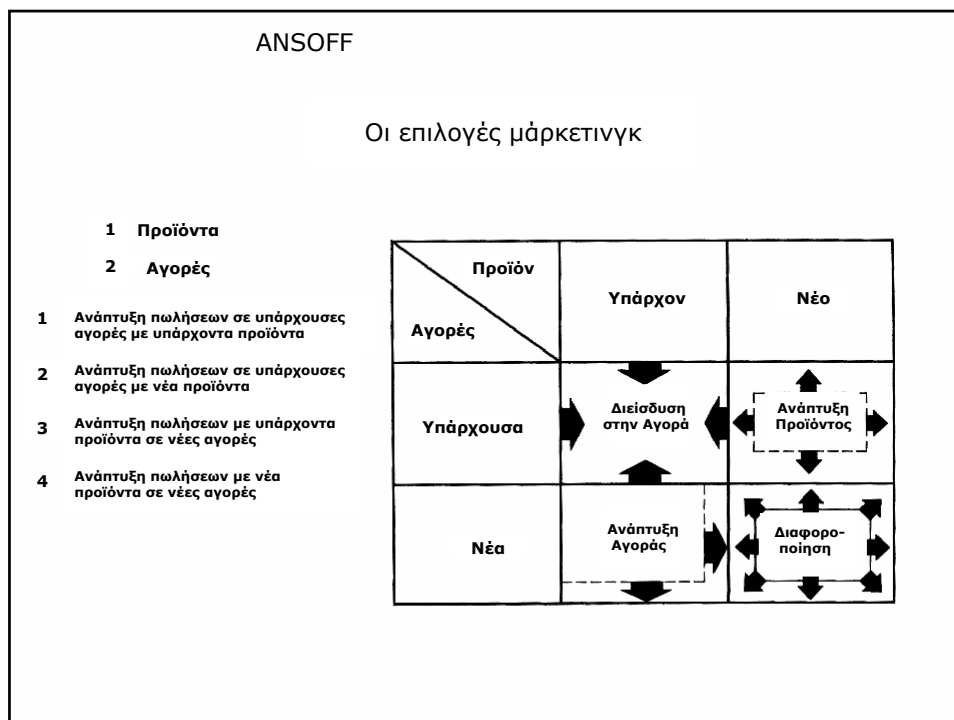 ANSOFF
Οι επιλογές μάρκετινγκ
1 Προϊόντα
2 Αγορές
1 Ανάπτυξη πωλήσεων σε υπάρχουσες
αγορές με υπάρχοντα προϊόντα
2 Ανάπτυξη πωλήσεων σε υπάρχουσες
αγορές με νέα προϊόντα
3 Ανάπτυξη πωλήσεων με υπάρχοντα
προϊόντα σε νέες αγορές
4 Ανάπτυξη πωλήσεων με νέα
προϊόντα σε νέες αγορές
Προϊόν
Αγορές
Υπάρχον
Νέο
Υπάρχουσα
Διείσδυση
στην Αγορά
Ανάπτυξη
Προϊόντος
Νέα
Ανάπτυξη
Αγοράς
Διαφορο-
ποίηση